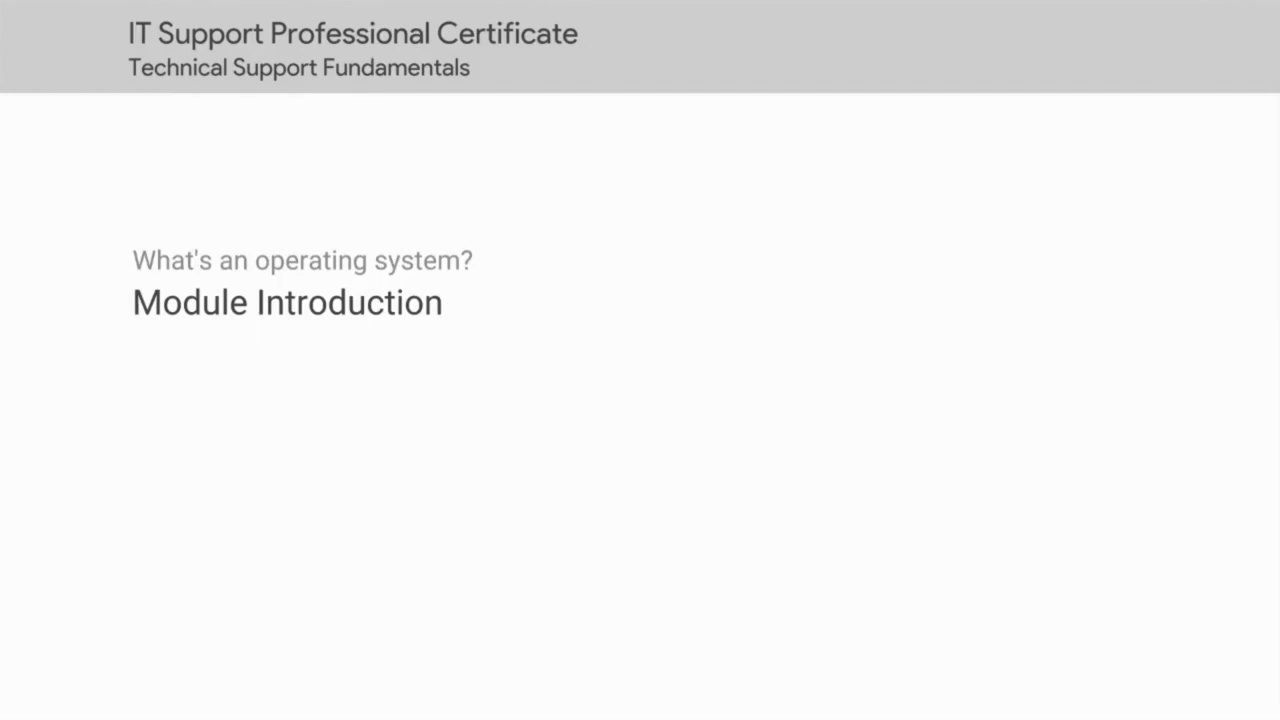 IT Support Professional Certificate
Technical Support Fundamentals
What's an operating system?
Module Introduction